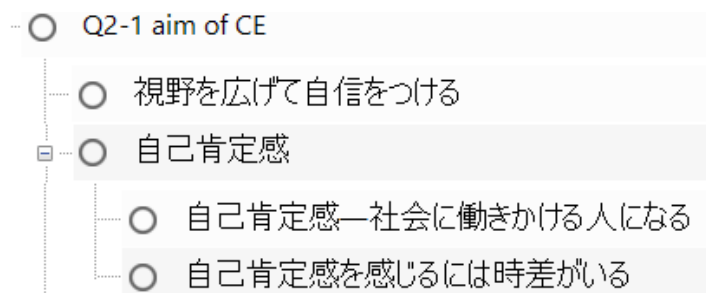 Q2-1 aim of CE
視野を広げて自信をつける
自己肯定感
自己肯定感―社会に働きかける人になる
自己肯定感を感じるには時差がいる